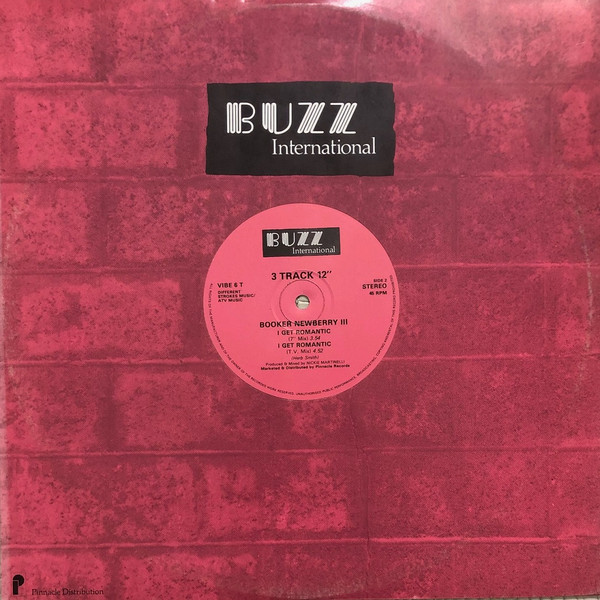 BUZZ
International
BUZZ
International
3 TRACK 12"
VIBE 6 T
DIFFERENT
STROKES MUSIC/
ATV MUSIC
SIDE 2
STEREO
45 RPM
BOOKER NEWBERRY III
I GET ROMANTIC
(7" Mix) 3.54
I GET ROMANTIC
(T.V. Mix) 4.52
(Herb Smith)
Produced & Mixed by NICKIE MARTINELLI
Marketed & Distributed by Pinnacle Records
Pinnacle Distribution